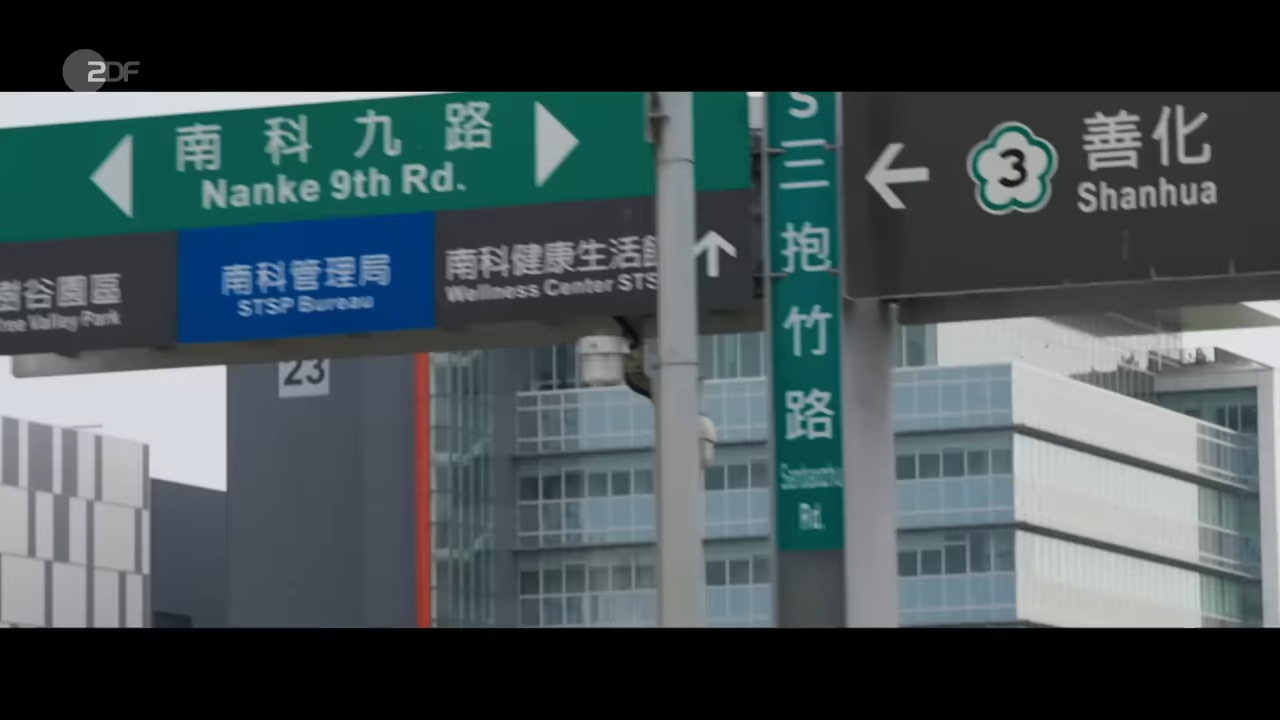 ZDF
南科九路
Nanke 9th Rd.
樹谷園區
Tree Valley Park
南科管理局
STSP Bureau
南科健康生活館
Wellness Center STSP
S
三抱竹路
Rd.
3
善化
Shanhua
23